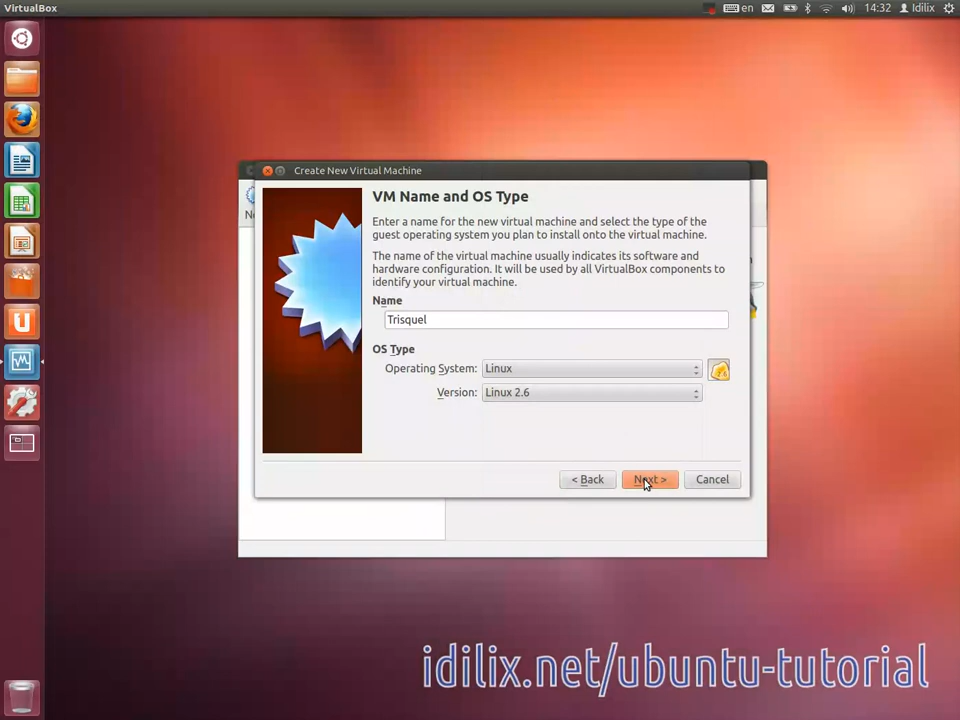 VirtualBox
en
14:32
Idilix
Create New Virtual Machine
VM Name and OS Type
Enter a name for the new virtual machine and select the type of the
guest operating system you plan to install onto the virtual machine.
The name of the virtual machine usually indicates its software and
hardware configuration. It will be used by all VirtualBox components to
identify your virtual machine.
Name
Trisquel
OS Type
Operating System: Linux
Version: Linux 2.6
< Back
Next >
Cancel
idilix.net/ubuntu-tutorial